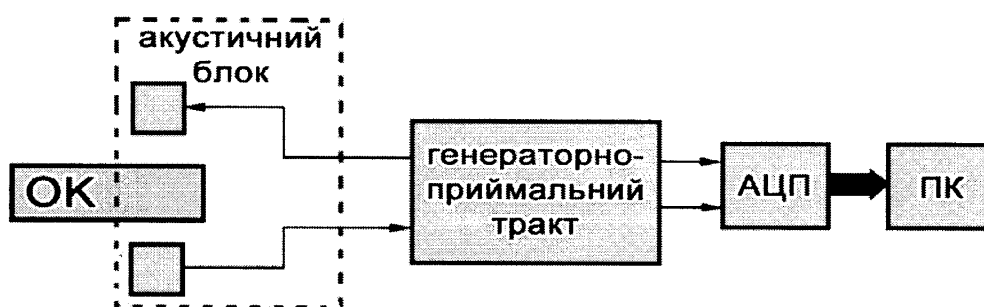 акустичний
блок
ОК
генераторно-
приймальний
тракт
АЦП
ПК